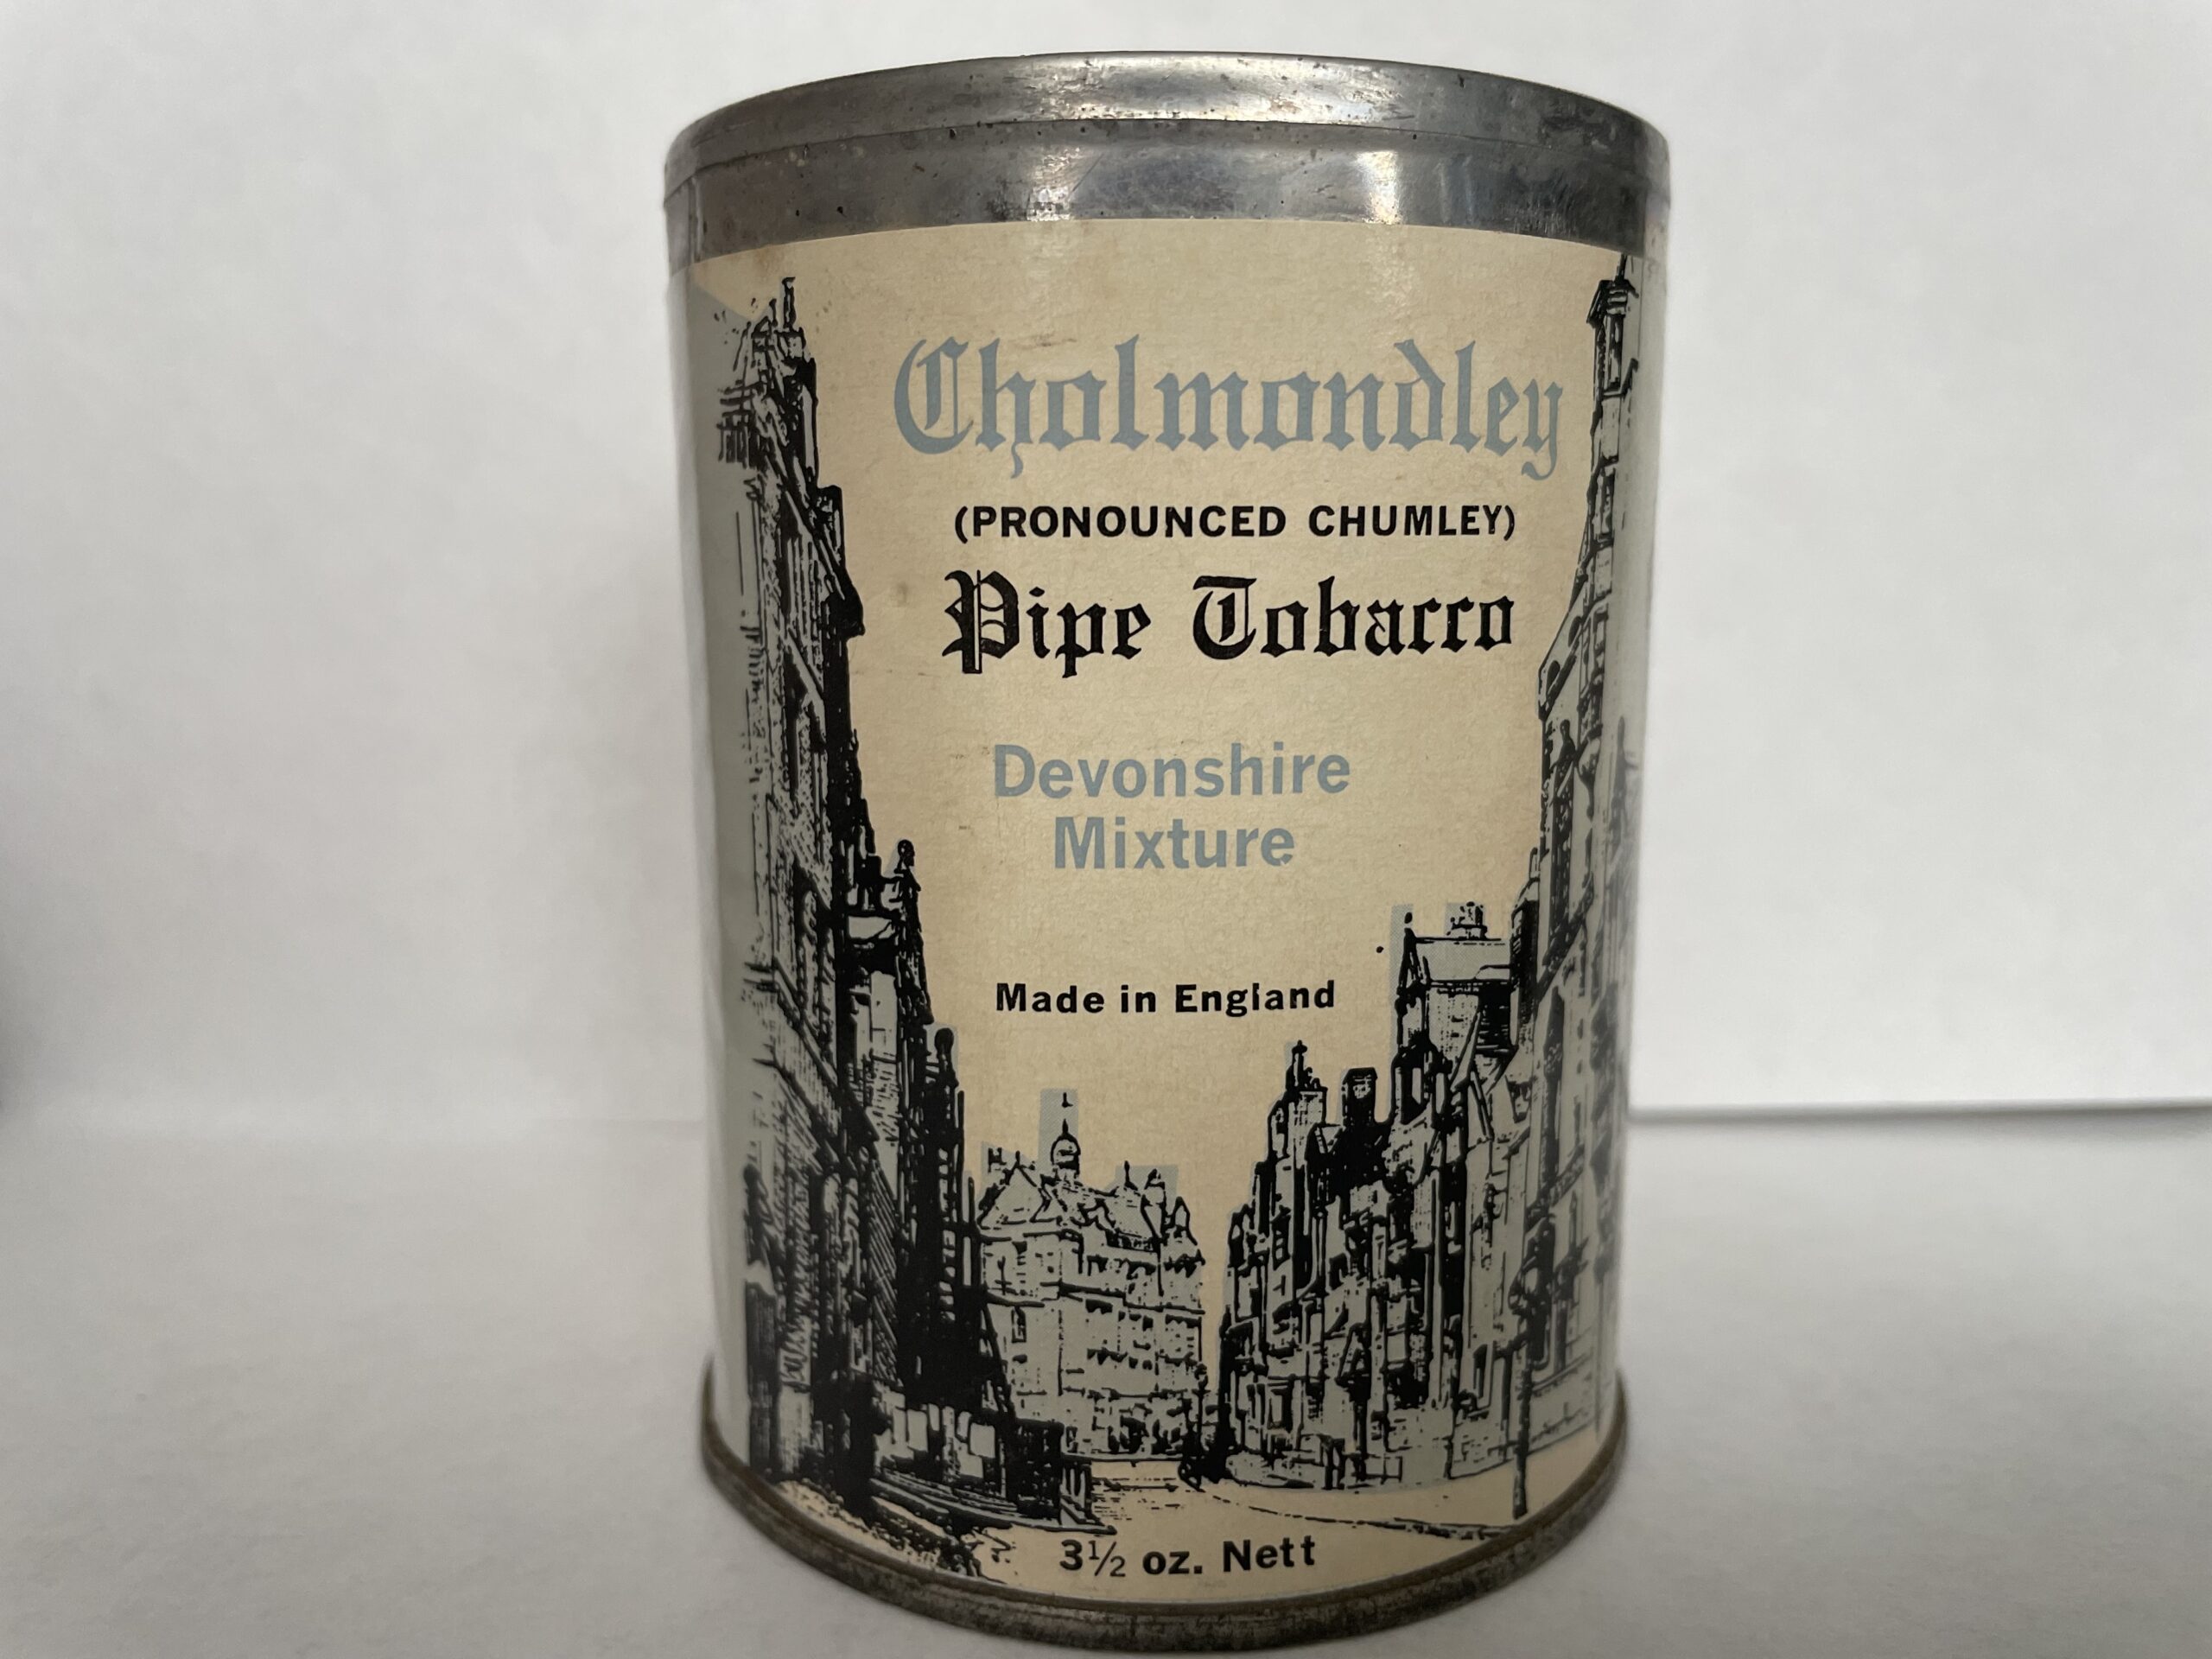 Cholmondley
(PRONOUNCED CHUMLEY)
Pipe Tobacco
Devonshire
Mixture
Made in England
3½ oz. Nett